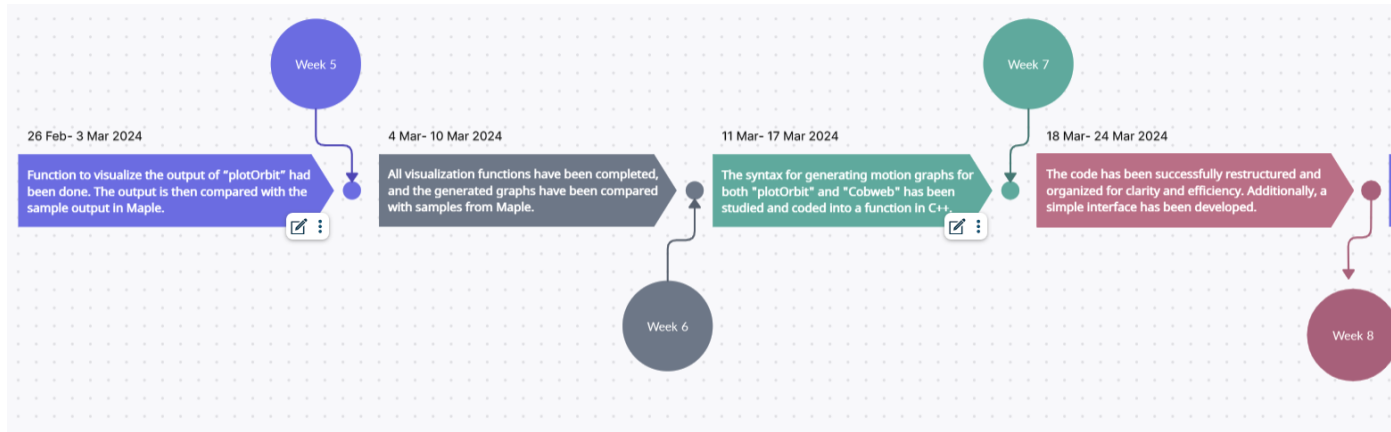 Week 5
26 Feb- 3 Mar 2024
Function to visualize the output of "plotOrbit" had
been done. The output is then compared with the
sample output in Maple.
4 Mar- 10 Mar 2024
All visualization functions have been completed,
and the generated graphs have been compared
with samples from Maple.
Week 6
Week 7
11 Mar- 17 Mar 2024
The syntax for generating motion graphs for
both "plotOrbit" and "Cobweb" has been
studied and coded into a function in C++.
18 Mar- 24 Mar 2024
The code has been successfully restructured and
organized for clarity and efficiency. Additionally, a
simple interface has been developed.
Week 8